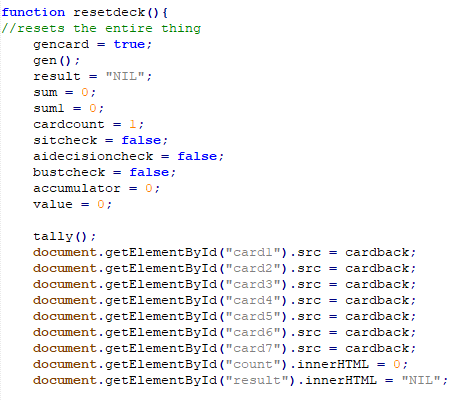 function resetdeck(){
//resets the entire thing
    gencard = true;
    gen();
    result = "NIL";
    sum = 0;
    sum1 = 0;
    cardcount = 1;
    sitcheck = false;
    aidecisioncheck = false;
    bustcheck = false;
    accumulator = 0;
    value = 0;

    tally();
    document.getElementById("card1").src = cardback;
    document.getElementById("card2").src = cardback;
    document.getElementById("card3").src = cardback;
    document.getElementById("card4").src = cardback;
    document.getElementById("card5").src = cardback;
    document.getElementById("card6").src = cardback;
    document.getElementById("card7").src = cardback;
    document.getElementById("count").innerHTML = 0;
    document.getElementById("result").innerHTML = "NIL";